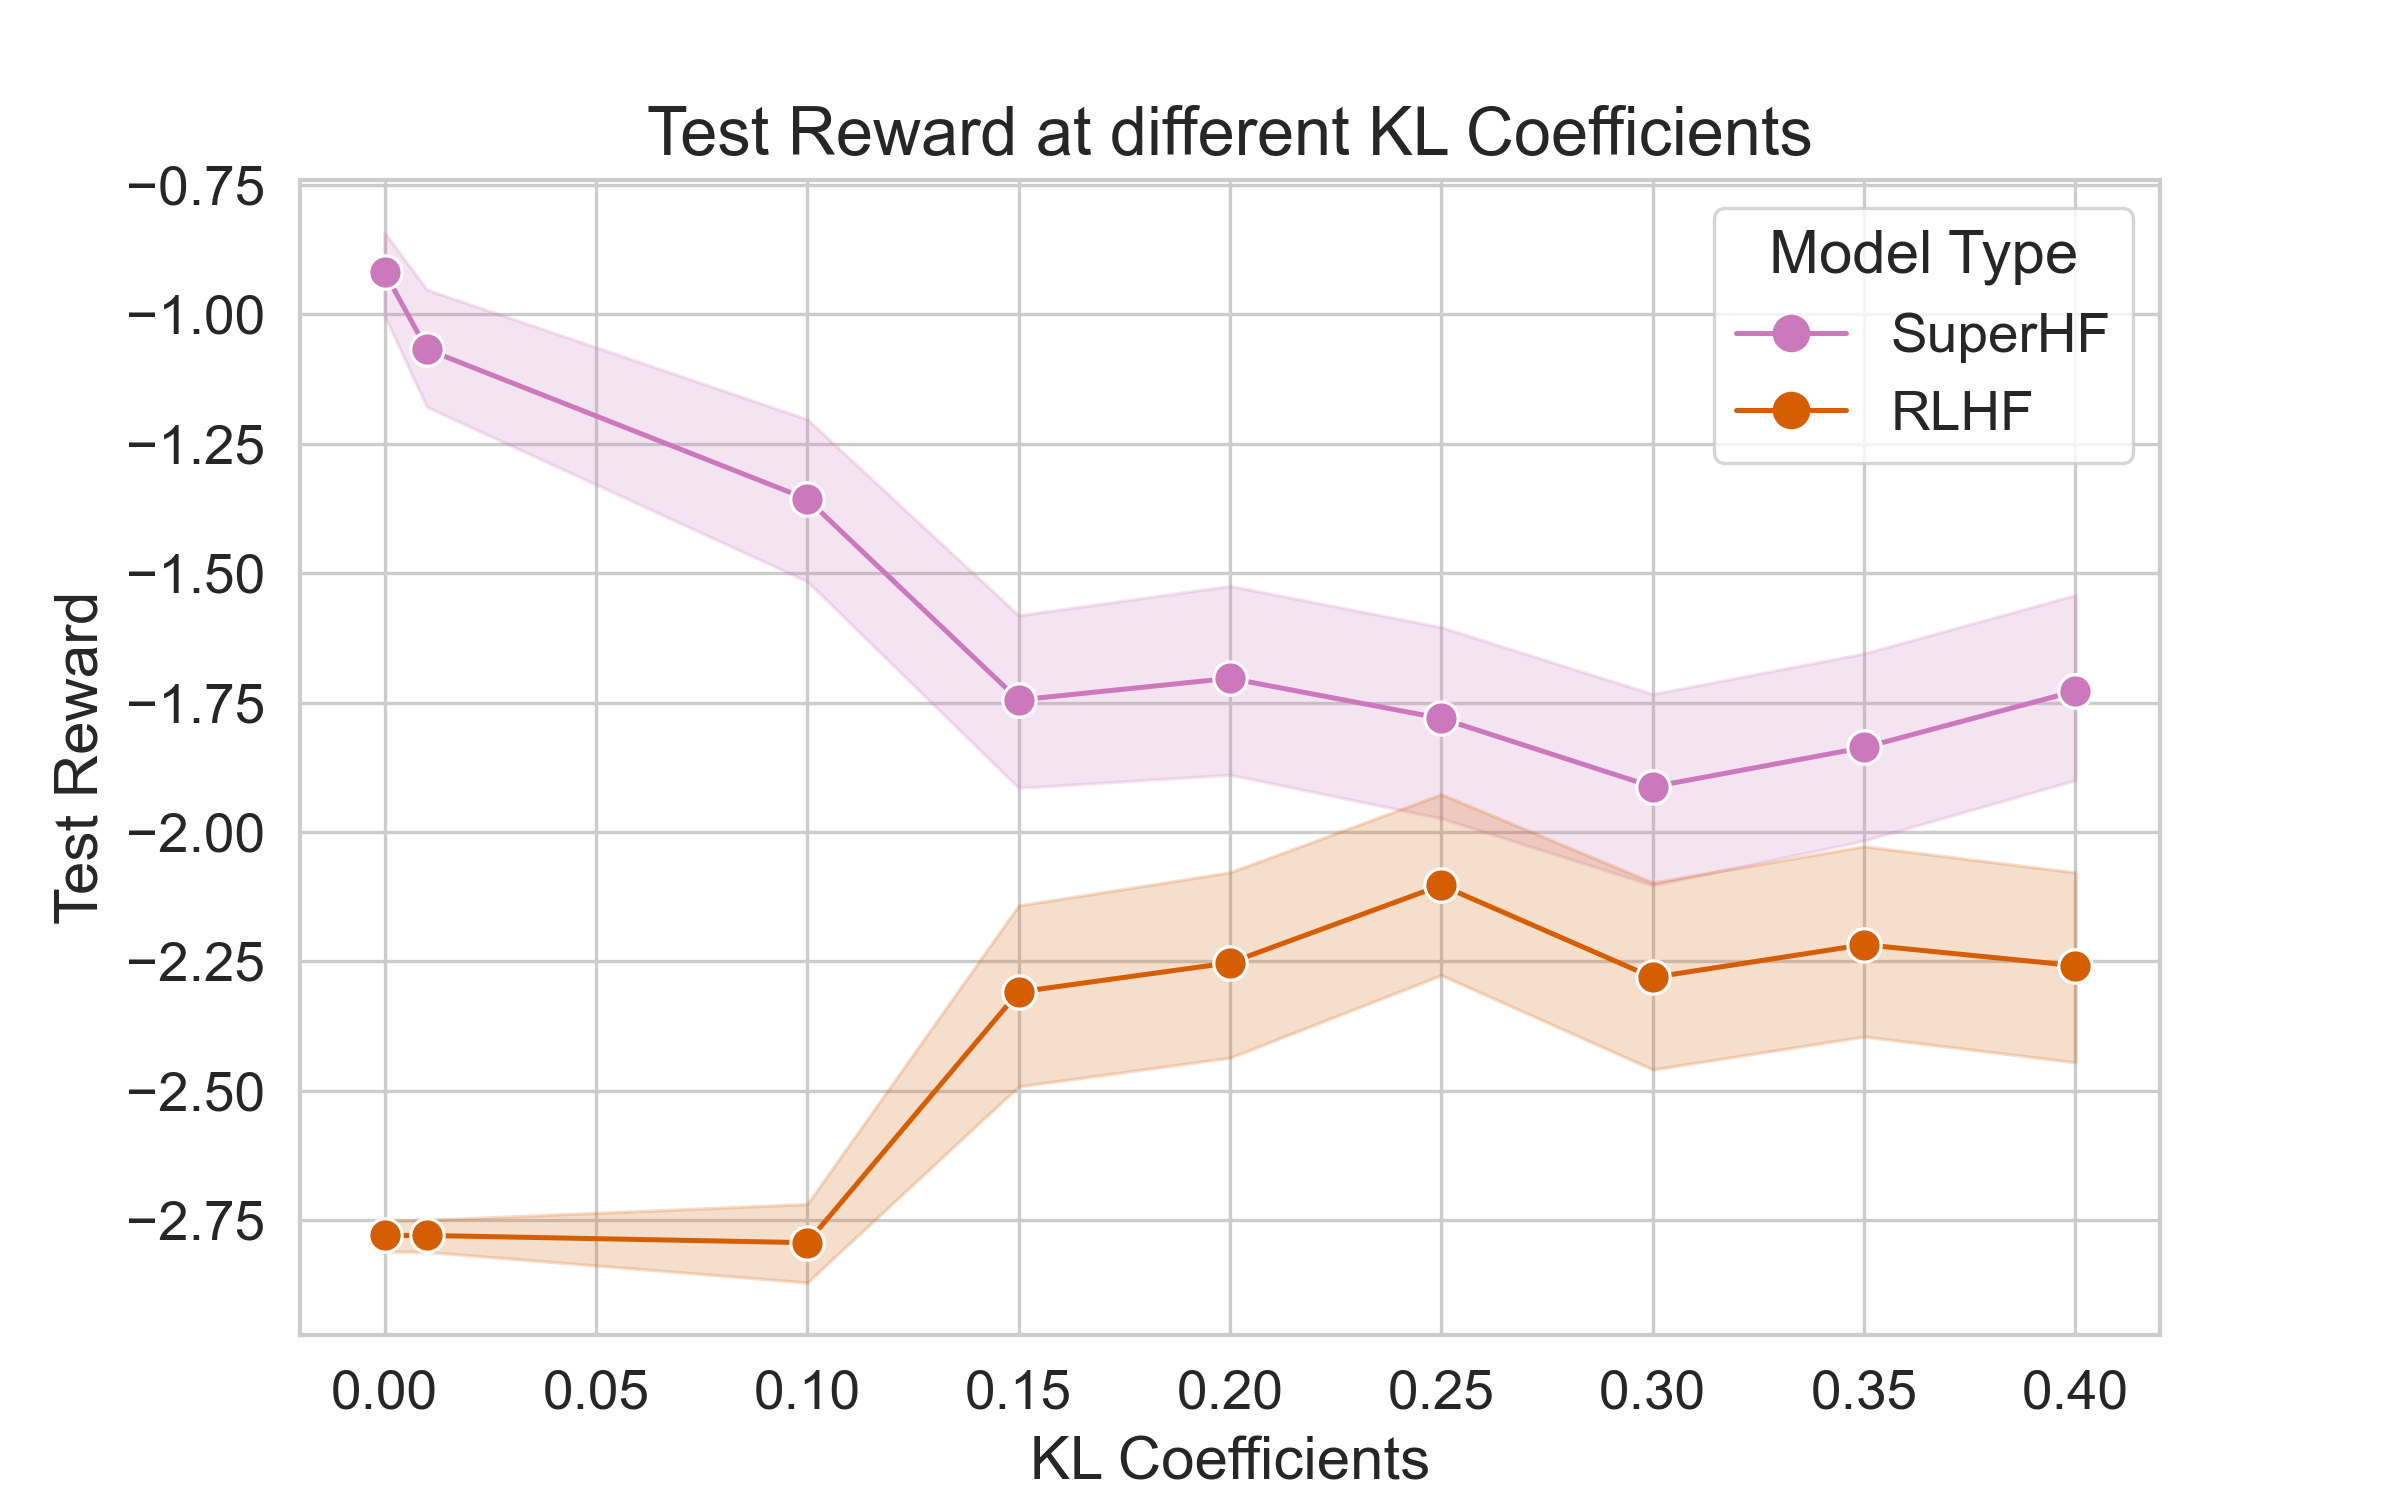 Test Reward at different KL Coefficients
−0.75
−1.00
−1.25
−1.50
−1.75
−2.00
−2.25
−2.50
−2.75
Test Reward
Model Type
SuperHF
RLHF
0.00 0.05 0.10 0.15 0.20 0.25 0.30 0.35 0.40
KL Coefficients